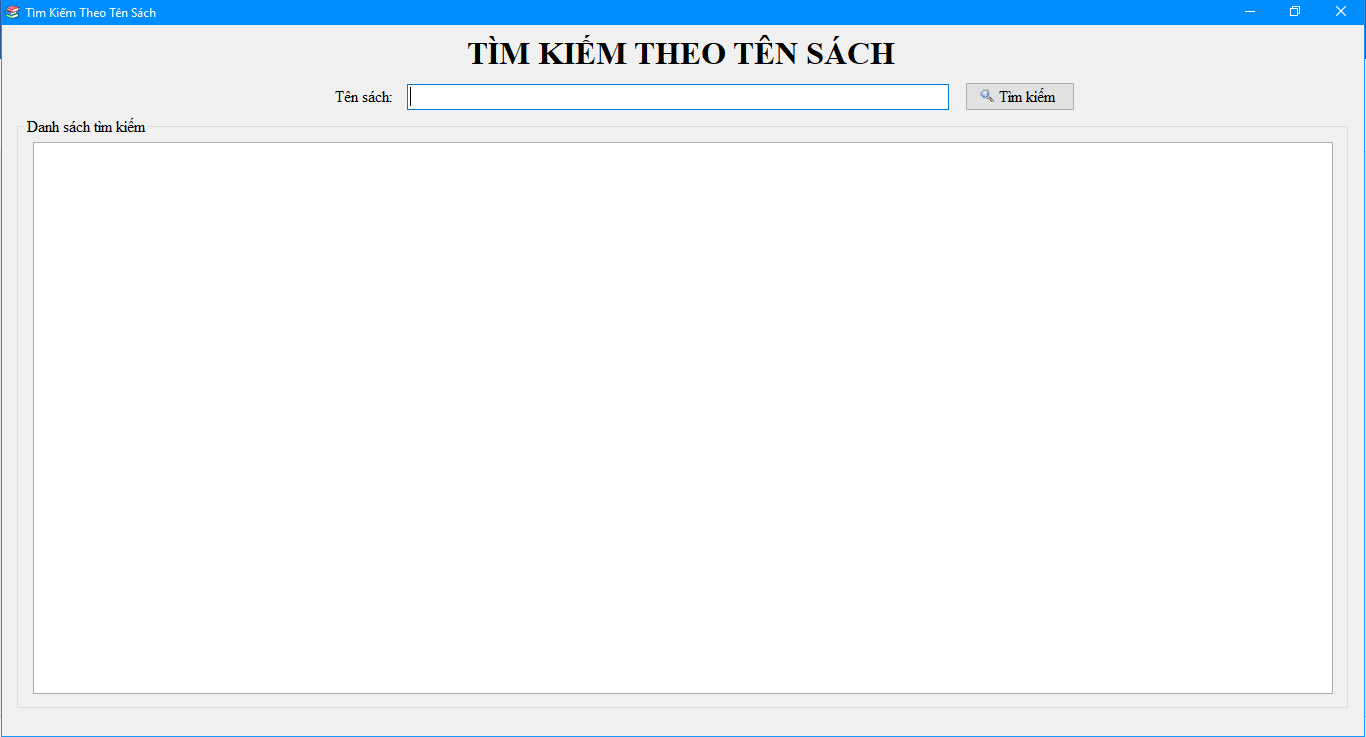 Tìm Kiếm Theo Tên Sách
TÌM KIẾM THEO TÊN SÁCH
Tên sách: Tìm kiếm
Danh sách tìm kiếm